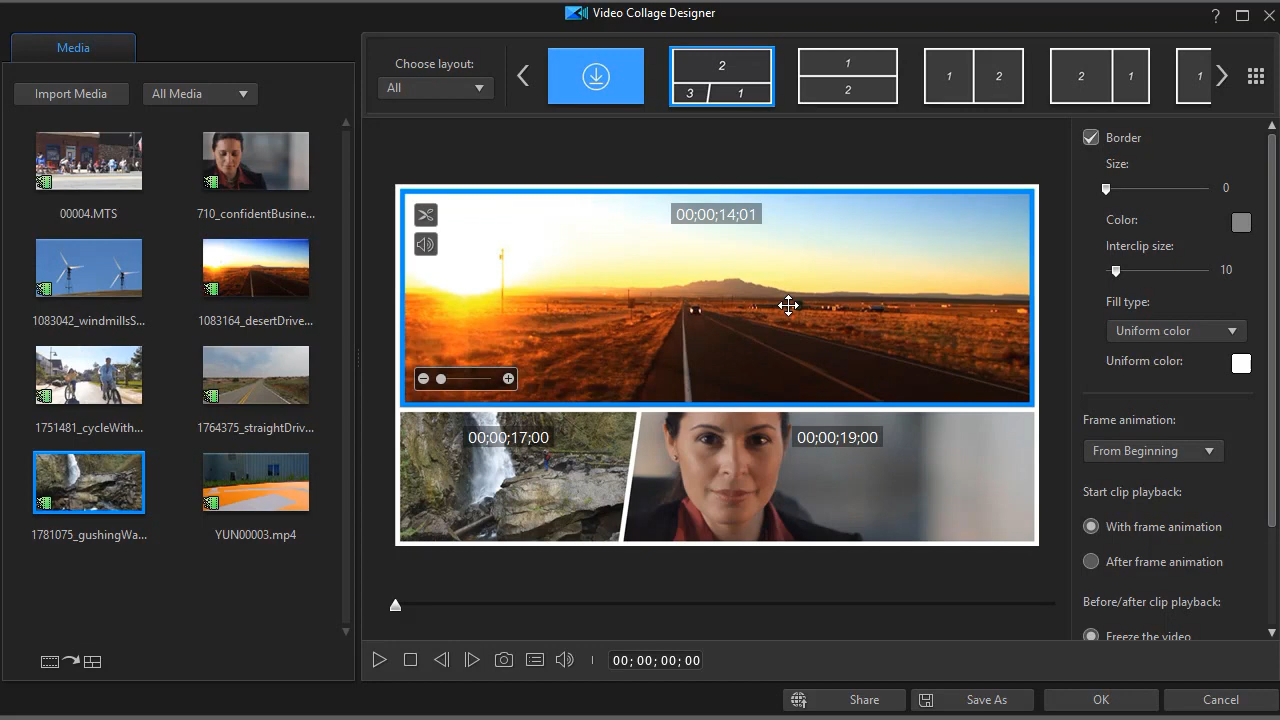 Video Collage Designer
?
Media
Import Media
All Media
00004.MTS
710_confidentBusine...
1083042_windmillsS...
1083164_desertDrive...
1751481_cycleWith...
1764375_straightDriv...
1781075_gushingWa...
YUN00003.mp4
Choose layout:
All
2
3
1
1
2
1
2
2
1
1
00;00;14;01
00;00;17;00
00;00;19;00
00; 00; 00; 00
Border
Size:
0
Color:
Interclip size:
10
Fill type:
Uniform color
Uniform color:
Frame animation:
From Beginning
Start clip playback:
With frame animation
After frame animation
Before/after clip playback:
Freeze the video
Share
Save As
OK
Cancel